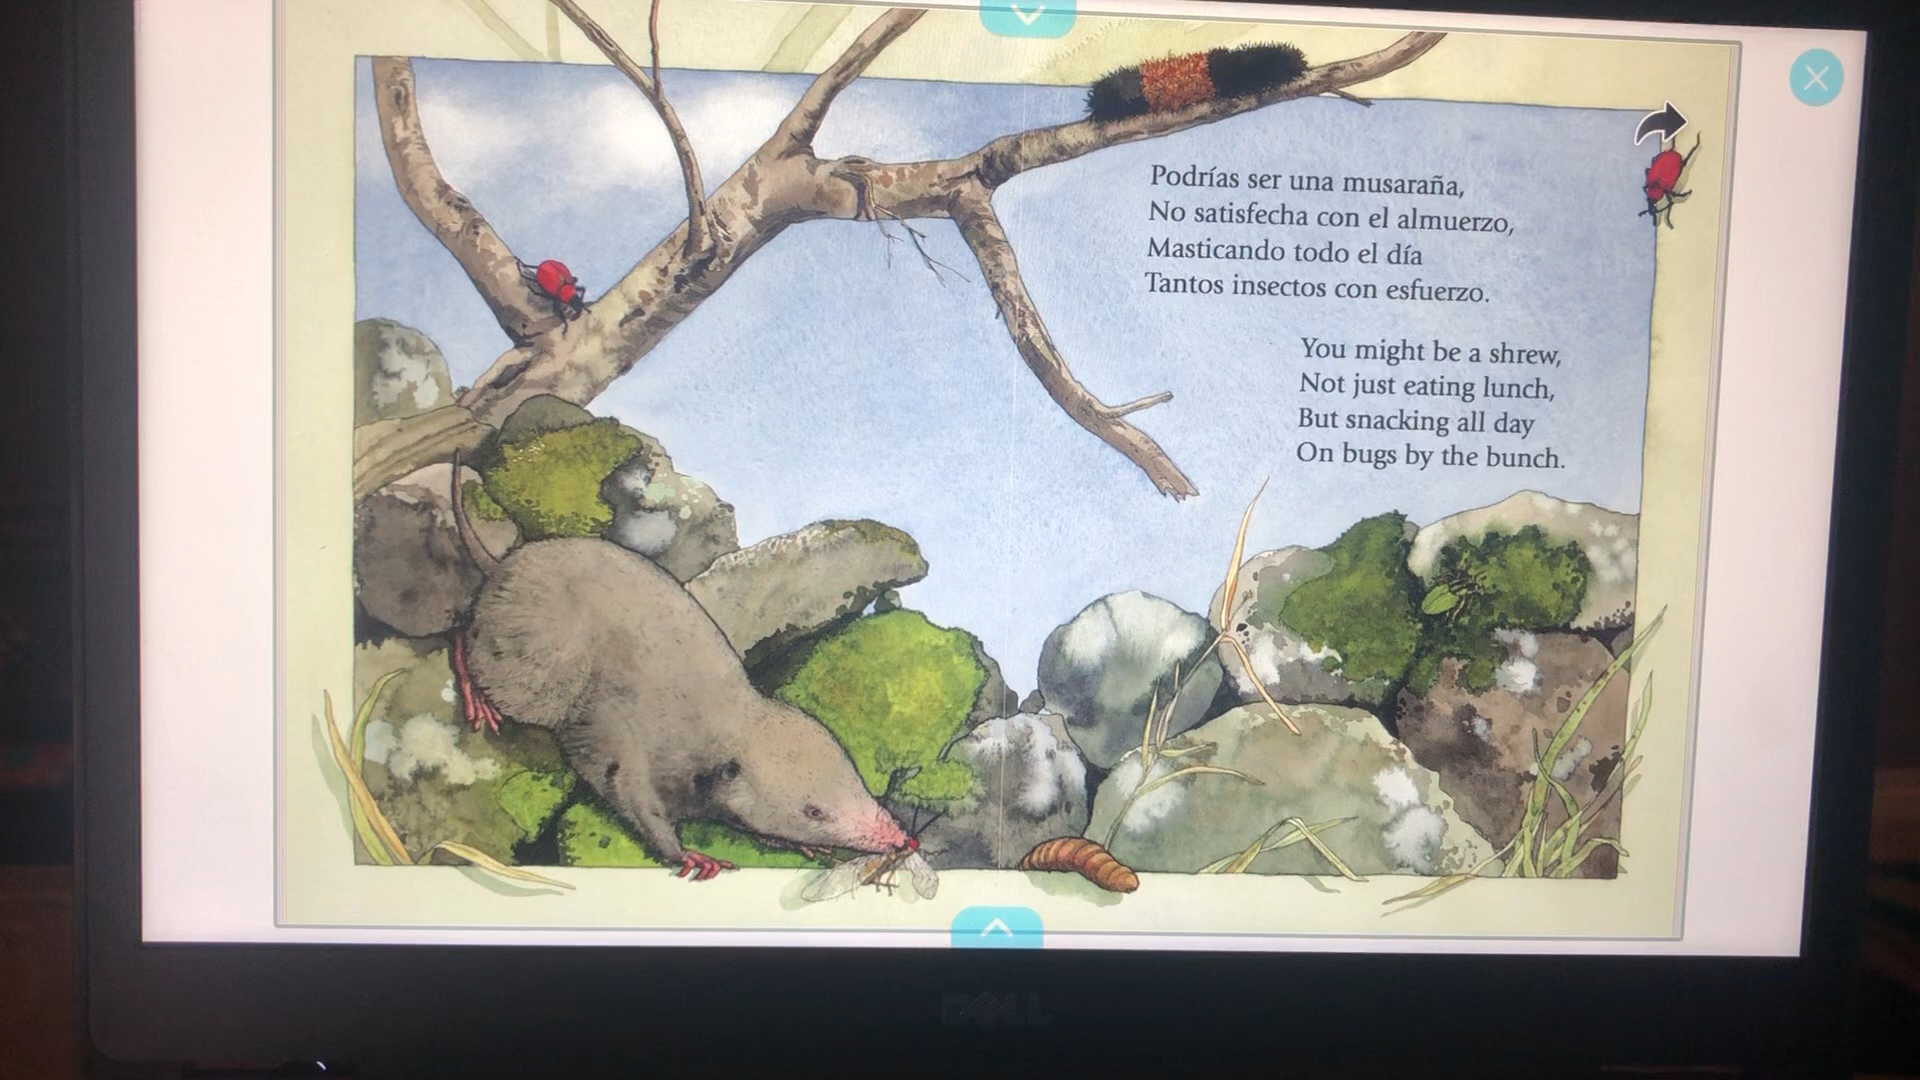 Podrías ser una musaraña,
No satisfecha con el almuerzo,
Masticando todo el día
Tantos insectos con esfuerzo.
You might be a shrew,
Not just eating lunch,
But snacking all day
On bugs by the bunch.
DELL